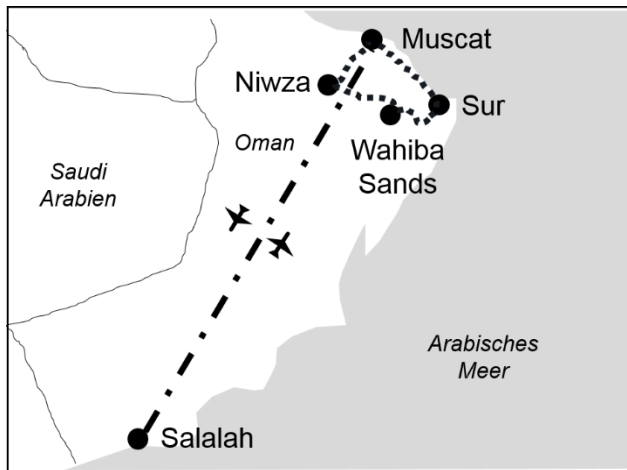 Muscat
Niwza
Sur
Oman
Wahiba
Sands
Saudi
Arabien
Arabisches
Meer
Salalah